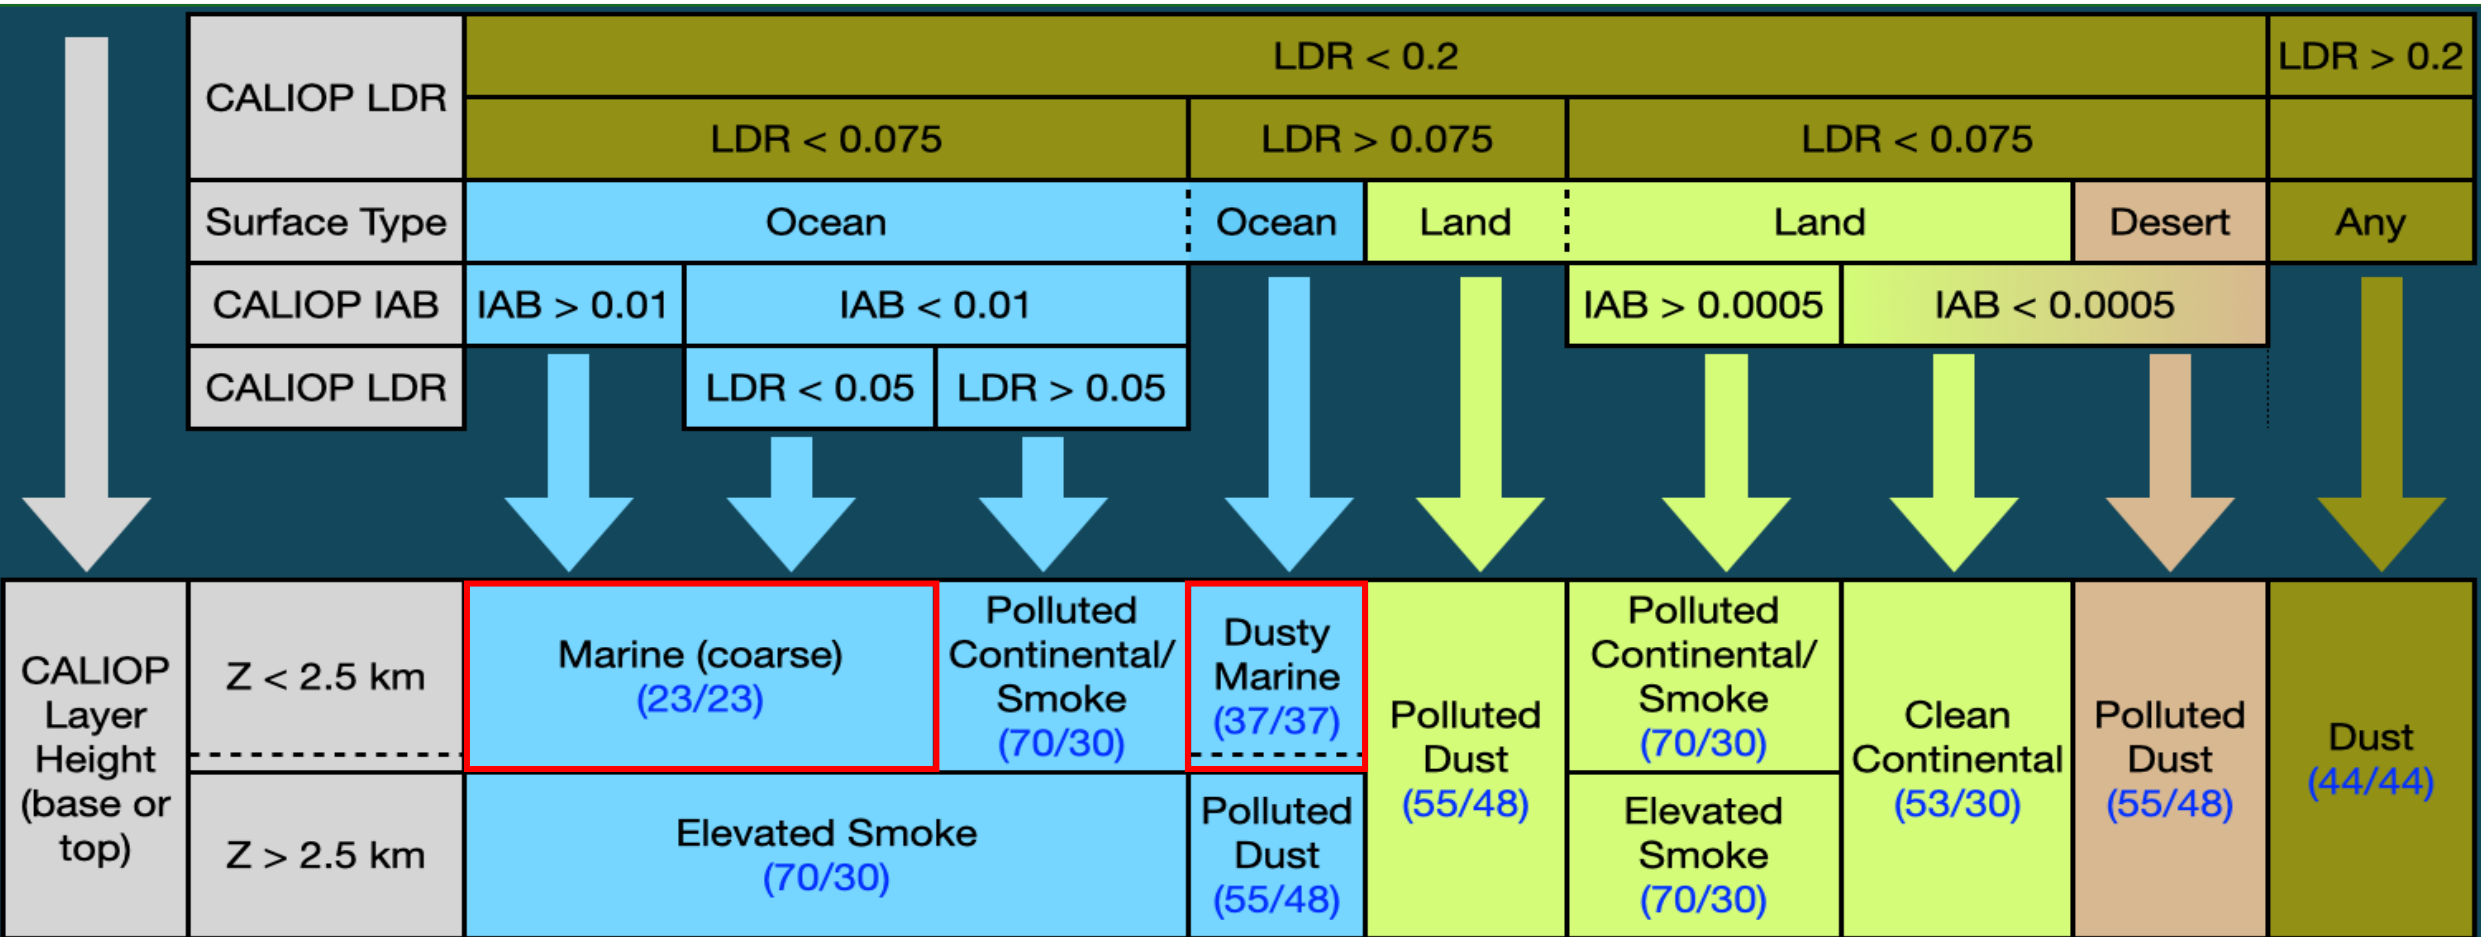 LDR < 0.2
LDR > 0.2
CALIOP LDR
LDR < 0.075
LDR > 0.075
LDR < 0.075
Surface Type
Ocean
Ocean
Land
Land
Desert
Any
CALIOP IAB
IAB > 0.01
IAB < 0.01
IAB > 0.0005
IAB < 0.0005
CALIOP LDR
LDR < 0.05
LDR > 0.05
CALIOP
Layer
Height
(base or
top)
Z < 2.5 km
Marine (coarse)
(23/23)
Polluted
Continental/
Smoke
(70/30)
Dusty
Marine
(37/37)
Polluted
Dust
(55/48)
Polluted
Continental/
Smoke
(70/30)
Clean
Continental
(53/30)
Polluted
Dust
(55/48)
Dust
(44/44)
Z > 2.5 km
Elevated Smoke
(70/30)
Polluted
Dust
(55/48)
Elevated
Smoke
(70/30)